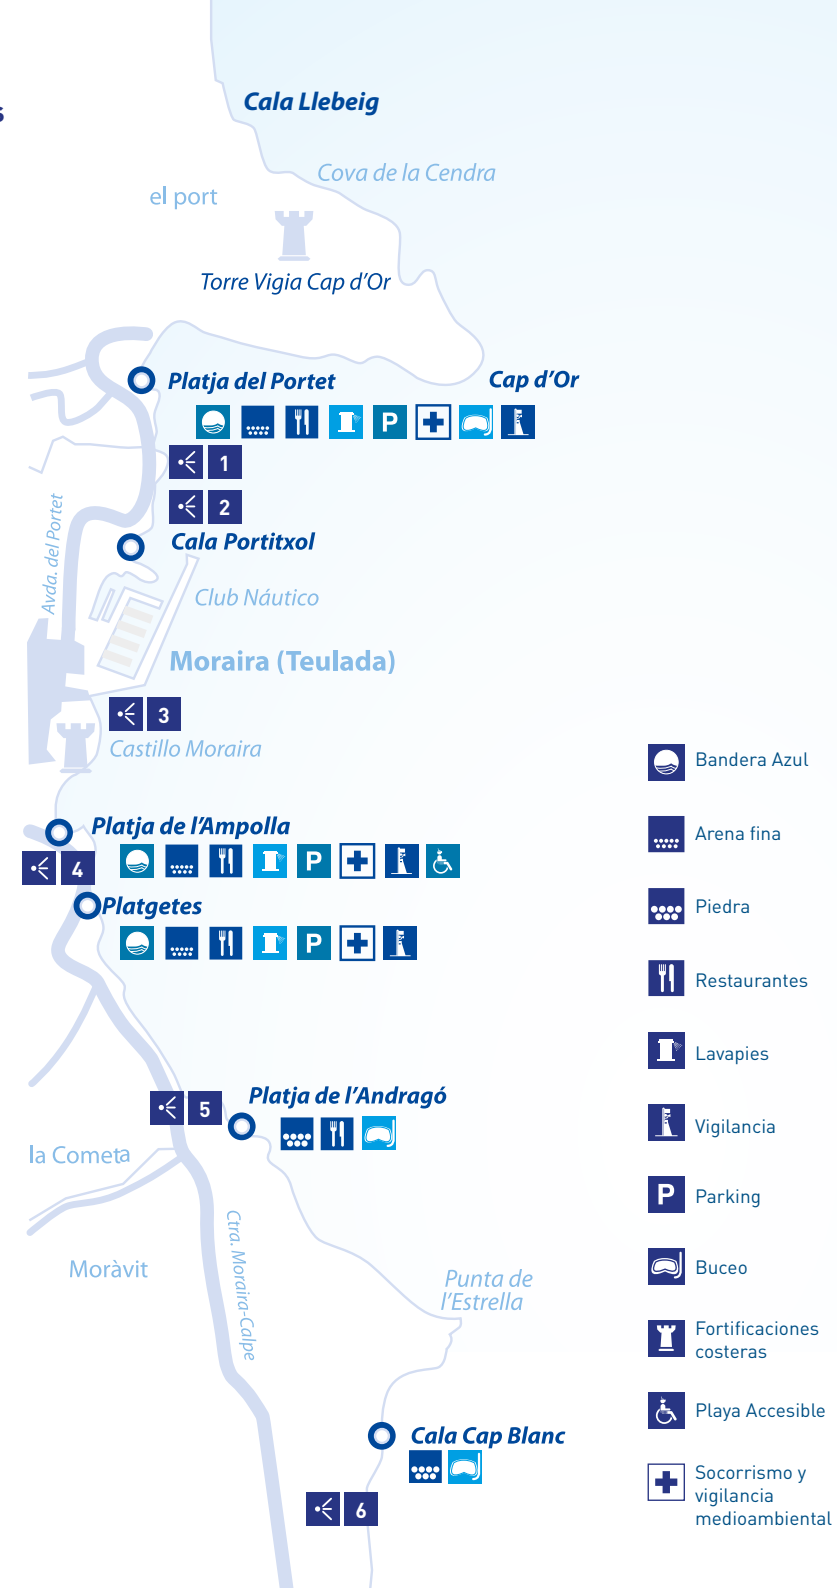 s
Cala Llebeig
Cova de la Cendra
el port
Torre Vigia Cap d'Or
Platja del Portet
Cap d'Or
P
1
2
Avda. del Portet
Cala Portitxol
Club Náutico
Moraira (Teulada)
3
Castillo Moraira
Platja de l'Ampolla
P
4
Platgetes
P
Platja de l'Andragó
5
la Cometa
Moràvit
Ctra. Moraira-Calpe
Punta de
l'Estrella
Cala Cap Blanc
6
Bandera Azul
Arena fina
Piedra
Restaurantes
Lavapies
Vigilancia
P Parking
Buceo
Fortificaciones
costeras
Playa Accesible
Socorrismo y
vigilancia
medioambiental